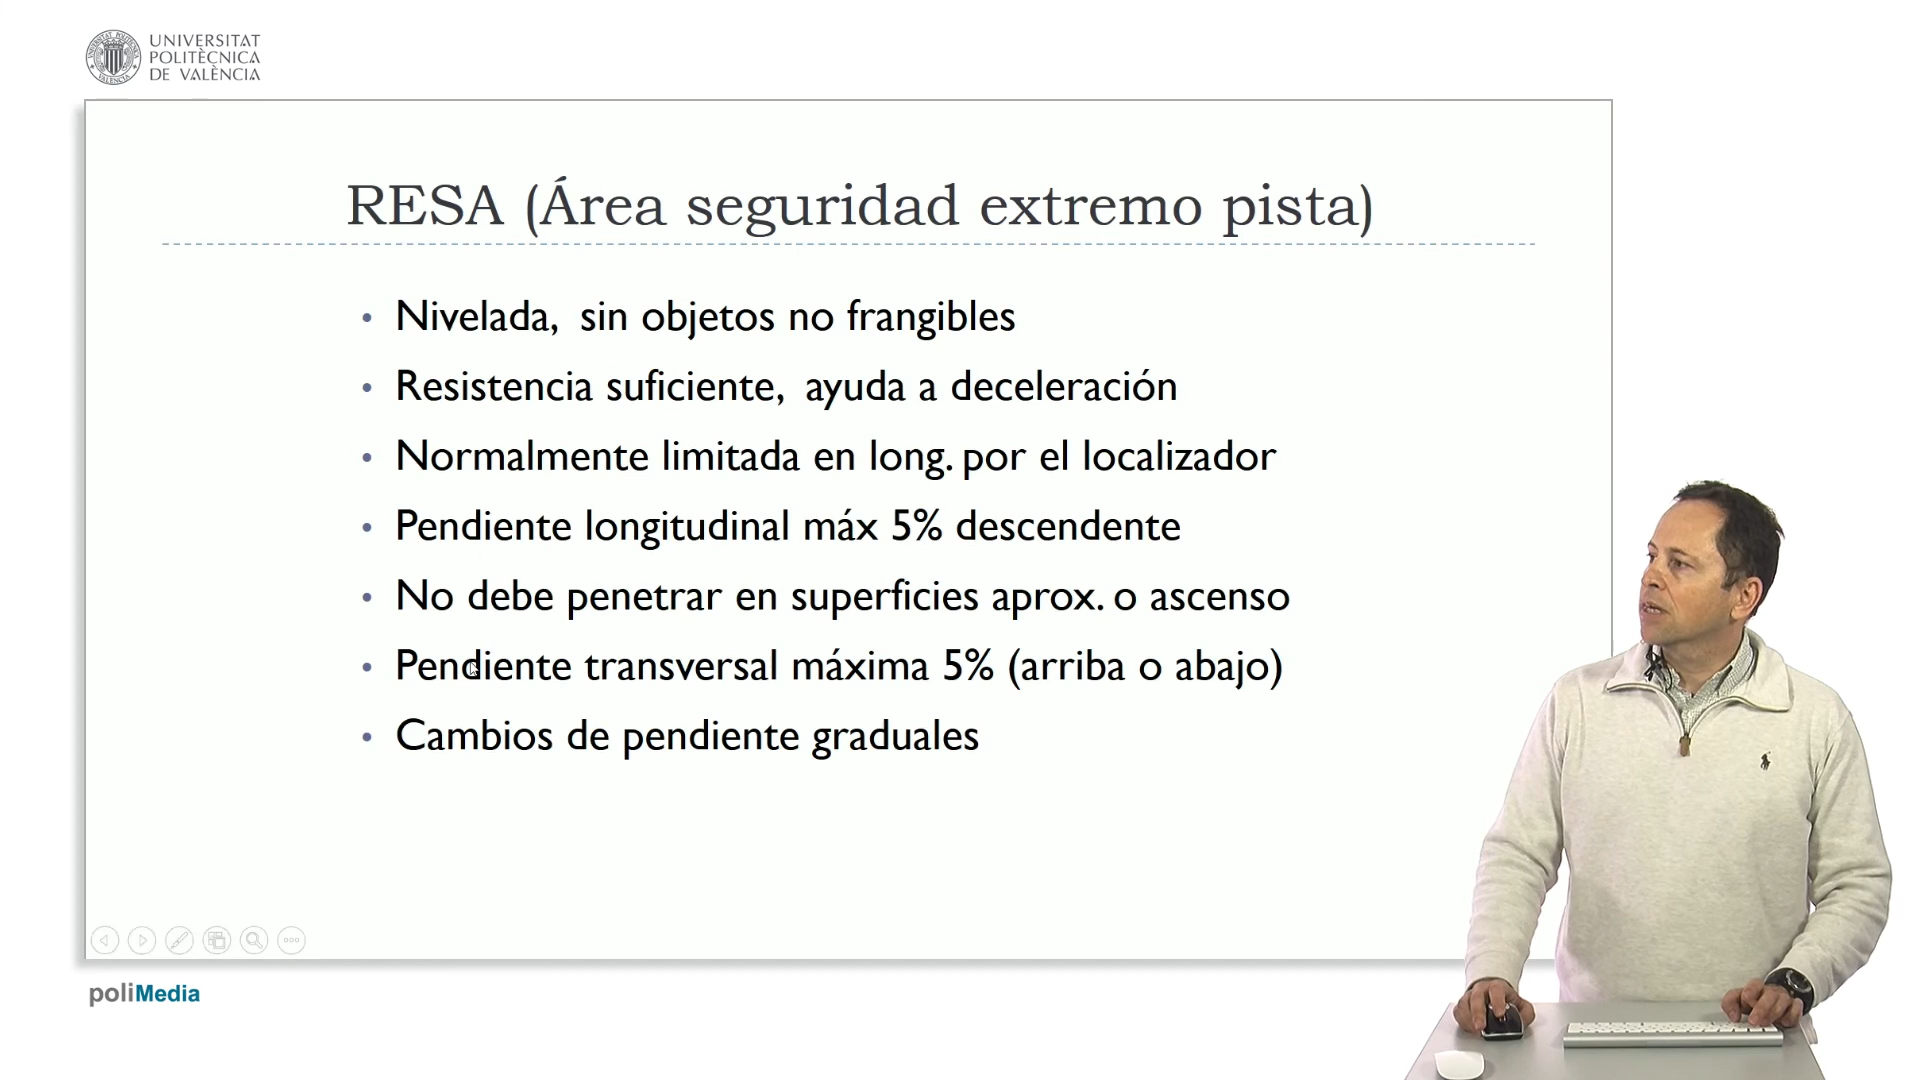 UNIVERSITAT
POLITÈCNICA
DE VALÈNCIA
RESA (Área seguridad extremo pista)
• Nivelada, sin objetos no frangibles
• Resistencia suficiente, ayuda a deceleración
• Normalmente limitada en long. por el localizador
• Pendiente longitudinal máx 5% descendente
• No debe penetrar en superficies aprox. o ascenso
• Pendiente transversal máxima 5% (arriba o abajo)
• Cambios de pendiente graduales
poliMedia